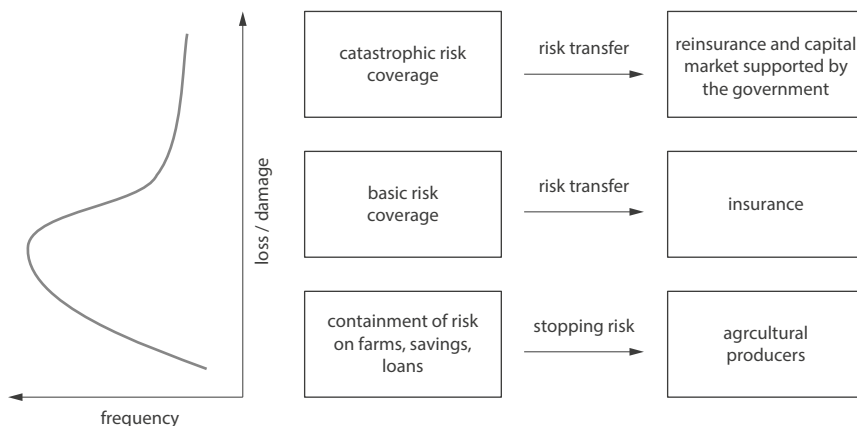 catastrophic risk
coverage
risk transfer
reinsurance and capital
market supported by
the government
basic risk
coverage
risk transfer
insurance
containment of risk
on farms, savings,
loans
stopping risk
agrcultural
producers
loss / damage
frequency